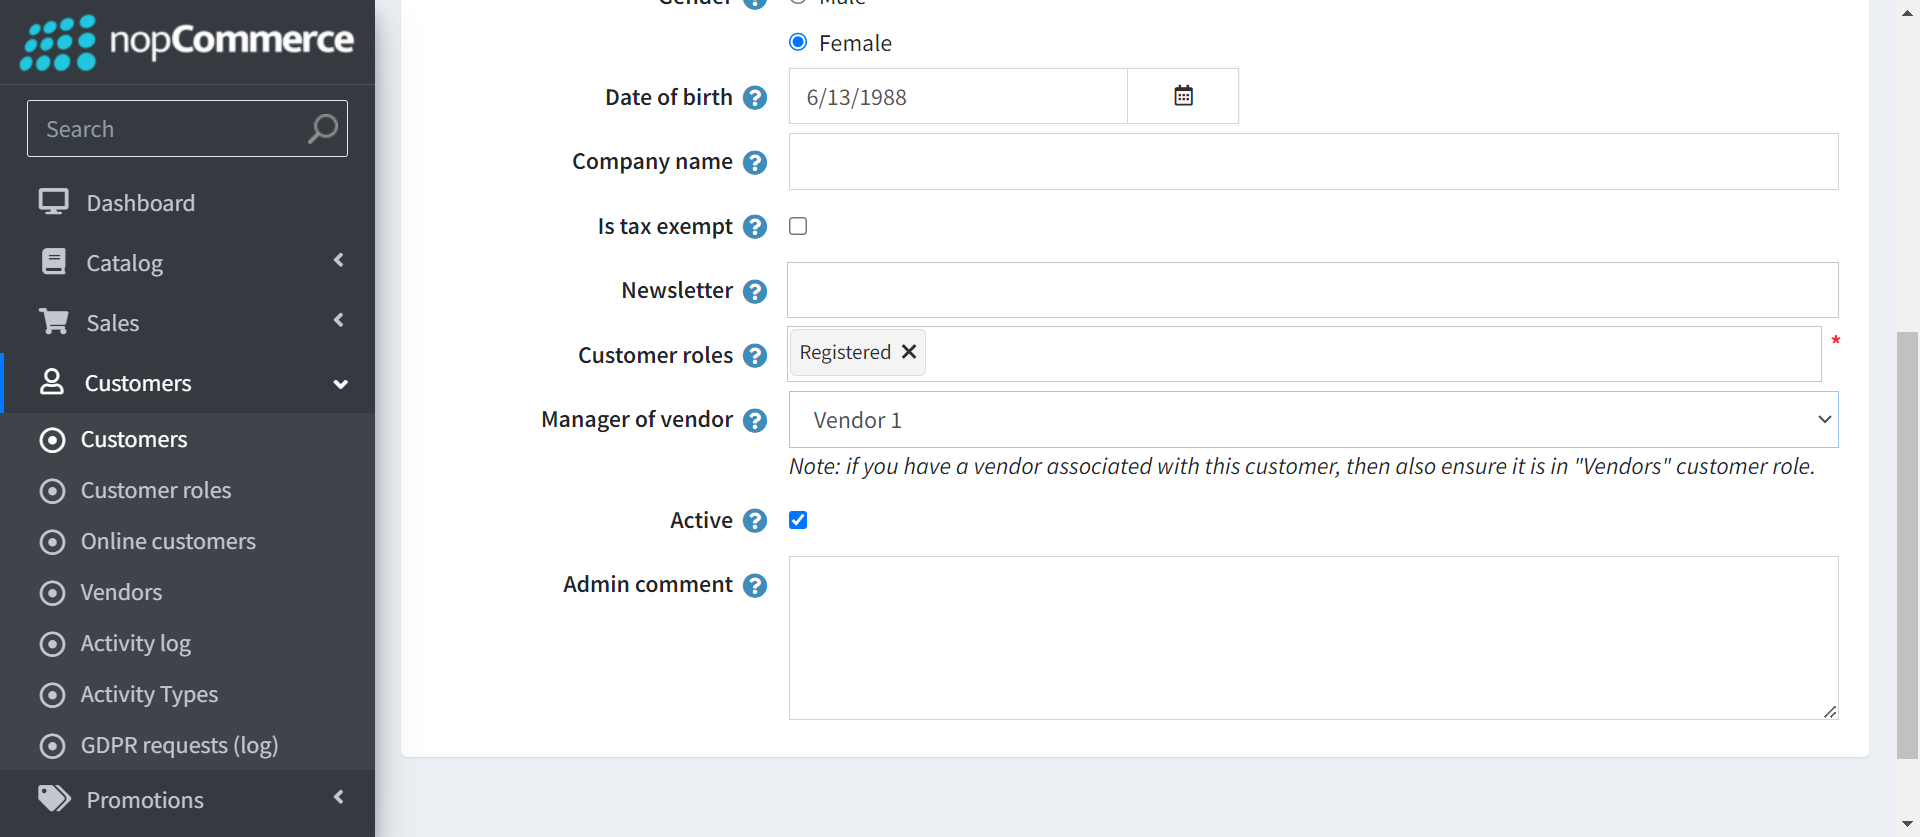 nopCommerce
Search
Dashboard
Catalog
Sales
Customers
Customers
Customer roles
Online customers
Vendors
Activity log
Activity Types
GDPR requests (log)
Promotions
Gender ? Male
Female
Date of birth ? 6/13/1988
Company name ?
Is tax exempt ?
Newsletter ?
Customer roles ? Registered *
Manager of vendor ? Vendor 1
Note: if you have a vendor associated with this customer, then also ensure it is in "Vendors" customer role.
Active ?
Admin comment ?